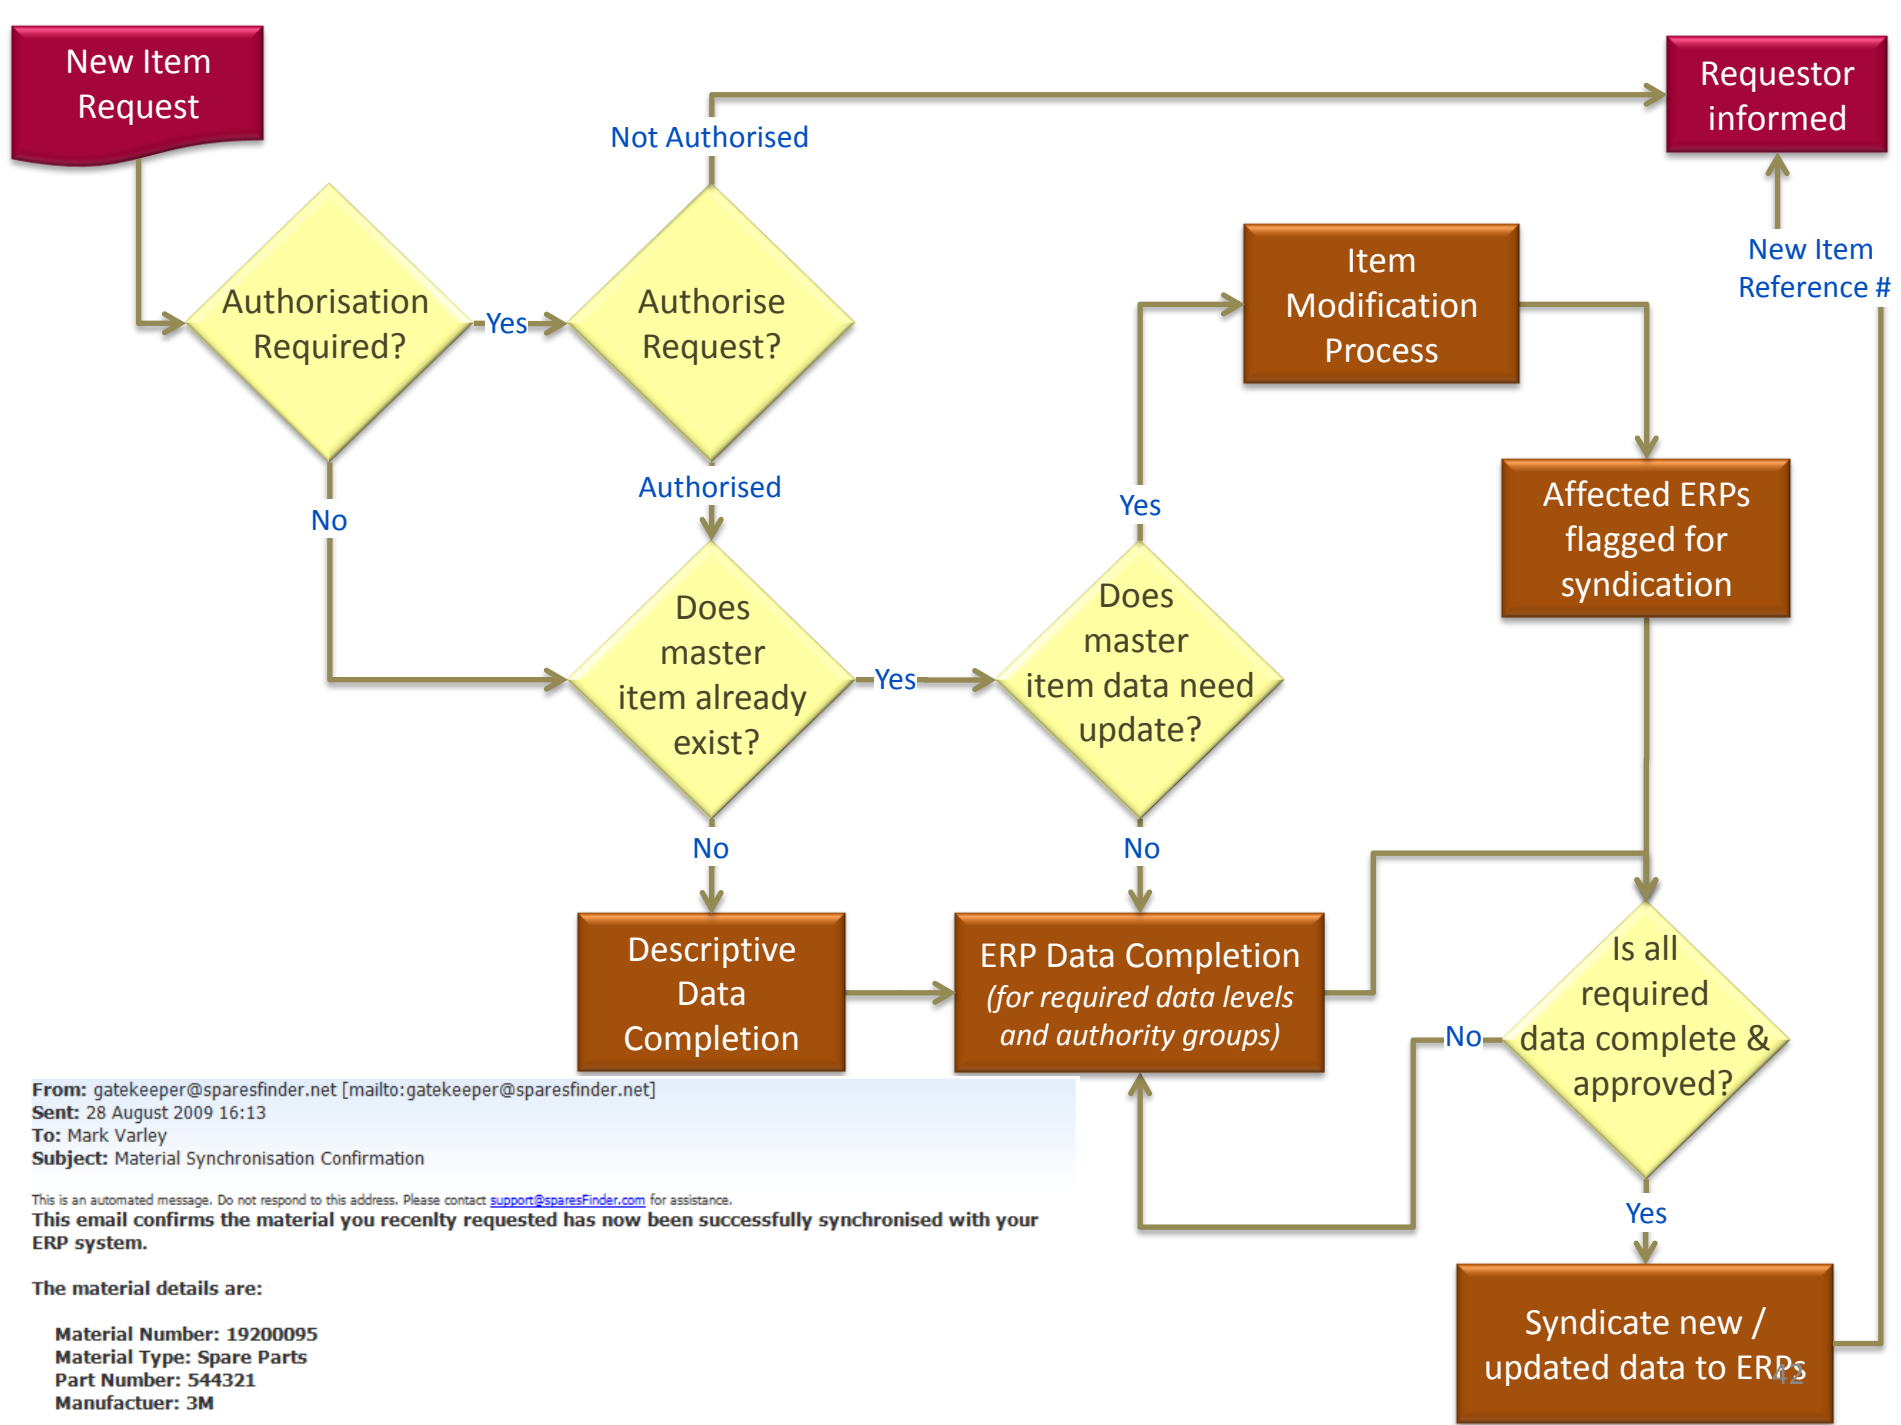 New Item
Request
Requestor
informed
Not Authorised
New Item
Reference #
Item
Modification
Process
Authorisation
Required?
Yes
Authorise
Request?
Authorised
No
Yes
Affected ERPs
flagged for
syndication
Does
master
item already
exist?
Yes
Does
master
item data need
update?
No
No
Descriptive
Data
Completion
ERP Data Completion
(for required data levels
and authority groups)
Is all
required
data complete &
approved?
No
Yes
Syndicate new /
updated data to ERPs
42
From: gatekeeper@sparesfinder.net [mailto:gatekeeper@sparesfinder.net]
Sent: 28 August 2009 16:13
To: Mark Varley
Subject: Material Synchronisation Confirmation
This is an automated message. Do not respond to this address. Please contact support@sparesFinder.com for assistance.
This email confirms the material you recenlty requested has now been successfully synchronised with your
ERP system.
The material details are:
Material Number: 19200095
Material Type: Spare Parts
Part Number: 544321
Manufactuer: 3M